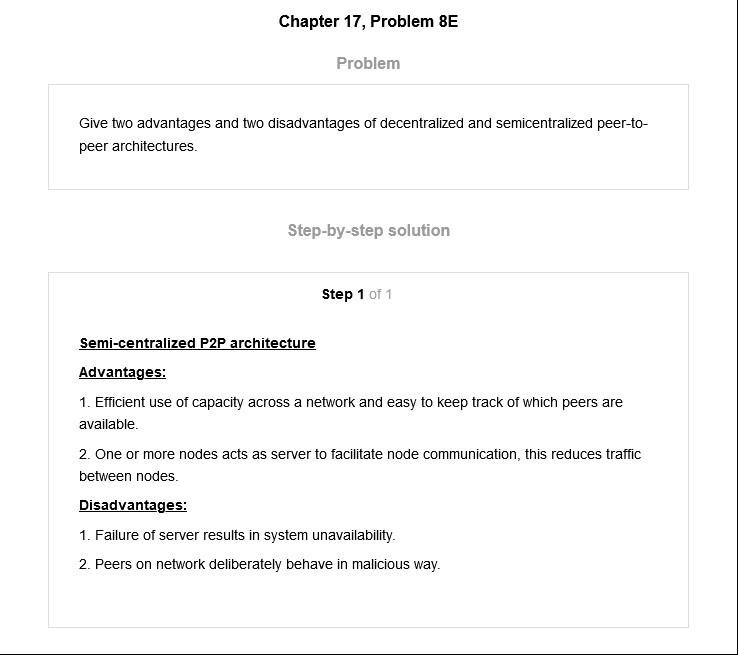 Chapter 17, Problem 8E
Problem
Give two advantages and two disadvantages of decentralized and semicentralized peer-to-
peer architectures.
Step-by-step solution
Step 1 of 1
Semi-centralized P2P architecture
Advantages:
1. Efficient use of capacity across a network and easy to keep track of which peers are
available.
2. One or more nodes acts as server to facilitate node communication, this reduces traffic
between nodes.
Disadvantages:
1. Failure of server results in system unavailability.
2. Peers on network deliberately behave in malicious way.